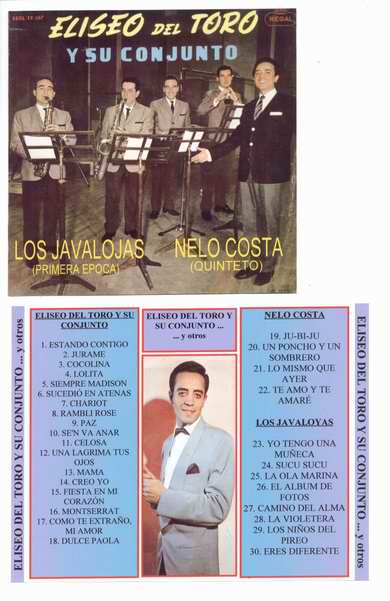 ELISEO DEL TORO
Y SU CONJUNTO
REGAL
LOS JAVALOJAS
(PRIMERA EPOCA)
NELO COSTA
(QUINTETO)
ELISEO DEL TORO Y SU CONJUNTO ... y otros
ELISEO DEL TORO Y SU
CONJUNTO
1. ESTANDO CONTIGO
2. JURAME
3. COCOLINA
4. LOLITA
5. SIEMPRE MADISON
6. SUCEDIÓ EN ATENAS
7. CHARIOT
8. RAMBLI ROSE
9. PAZ
10. SE'N VA ANAR
11. CELOSA
12. UNA LAGRIMA TUS
OJOS
13. MAMA
14. CREO YO
15. FIESTA EN MI
CORAZÓN
16. MONTSERRAT
17. COMO TE EXTRAÑO,
MI AMOR
18. DULCE PAOLA
ELISEO DEL TORO Y
SU CONJUNTO ...
... y otros
NELO COSTA
19. JU-BI-JU
20. UN PONCHO Y UN
SOMBRERO
21. LO MISMO QUE
AYER
22. TE AMO Y TE
AMARÉ
LOS JAVALOYAS
23. YO TENGO UNA
MUÑECA
24. SUCU SUCU
25. LA OLA MARINA
26. EL ALBUM DE
FOTOS
27. CAMINO DEL ALMA
28. LA VIOLETERA
29. LOS NIÑOS DEL
PIREO
30. ERES DIFERENTE
ELISEO DEL TORO Y SU CONJUNTO ... y otros